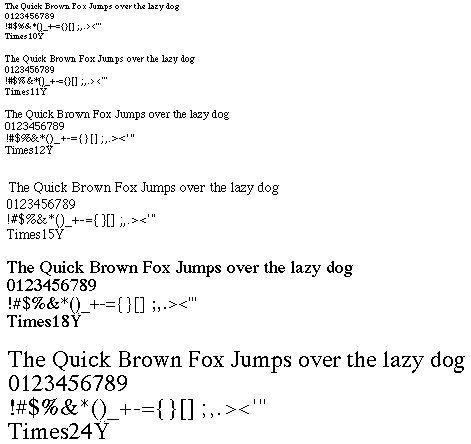 The Quick Brown Fox Jumps over the lazy dog
0123456789
!#$%&*()_+-={}[] ;,.><'"
Times10Y
The Quick Brown Fox Jumps over the lazy dog
0123456789
!#$%&*()_+-={}[] ;,.><'"
Times11Y
The Quick Brown Fox Jumps over the lazy dog
0123456789
!#$%&*()_+-={}[] ;,.><'"
Times12Y
The Quick Brown Fox Jumps over the lazy dog
0123456789
!#$%&*()_+-={}[] ;,.><'"
Times15Y
The Quick Brown Fox Jumps over the lazy dog
0123456789
!#$%&*()_+-={}[] ;,.><'"
Times18Y
The Quick Brown Fox Jumps over the lazy dog
0123456789
!#$%&*()_+-={}[] ;,.><'"
Times24Y